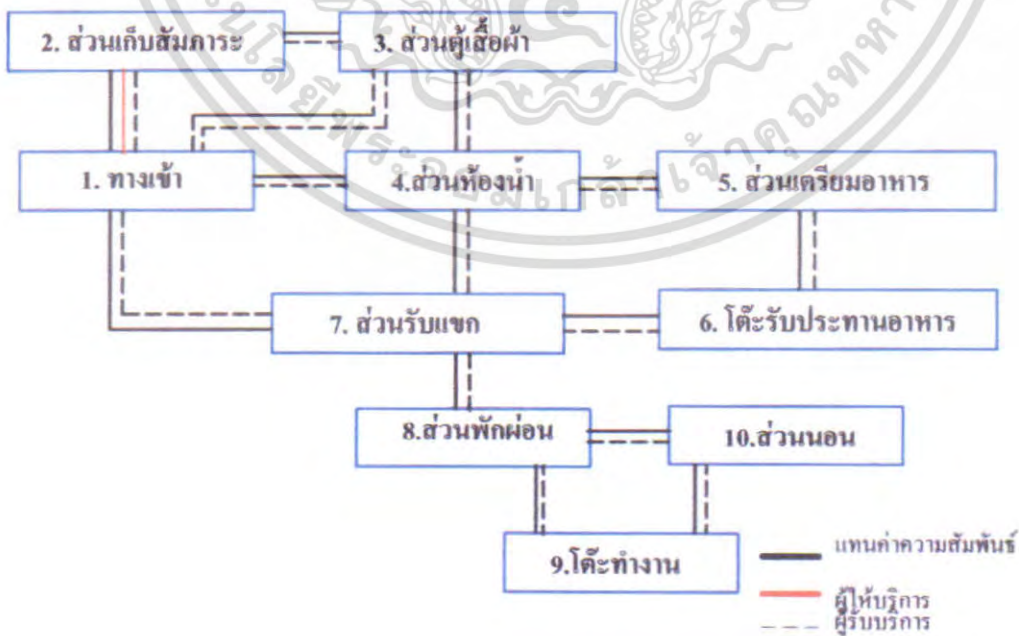 2. ส่วนเก็บสัมภาระ
3. ส่วนตู้เสื้อผ้า
1. ทางเข้า
4.ส่วนห้องน้ำ
5. ส่วนเตรียมอาหาร
7. ส่วนรับแขก
6. โต๊ะรับประทานอาหาร
8.ส่วนพักผ่อน
10.ส่วนนอน
9.โต๊ะทำงาน
แทนค่าความสัมพันธ์
ผู้ให้บริการ
ผู้รับบริการ